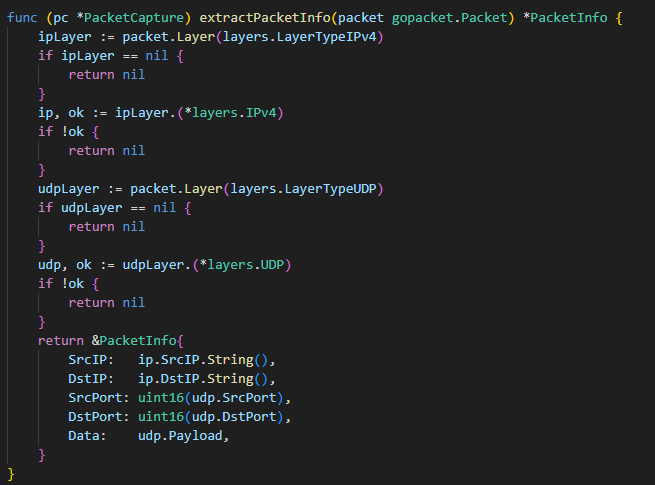 func (pc *PacketCapture) extractPacketInfo(packet gopacket.Packet) *PacketInfo {
    ipLayer := packet.Layer(layers.LayerTypeIPv4)
    if ipLayer == nil {
        return nil
    }
    ip, ok := ipLayer.(*layers.IPv4)
    if !ok {
        return nil
    }
    udpLayer := packet.Layer(layers.LayerTypeUDP)
    if udpLayer == nil {
        return nil
    }
    udp, ok := udpLayer.(*layers.UDP)
    if !ok {
        return nil
    }
    return &PacketInfo{
        SrcIP:   ip.SrcIP.String(),
        DstIP:   ip.DstIP.String(),
        SrcPort: uint16(udp.SrcPort),
        DstPort: uint16(udp.DstPort),
        Data:    udp.Payload,
    }
}